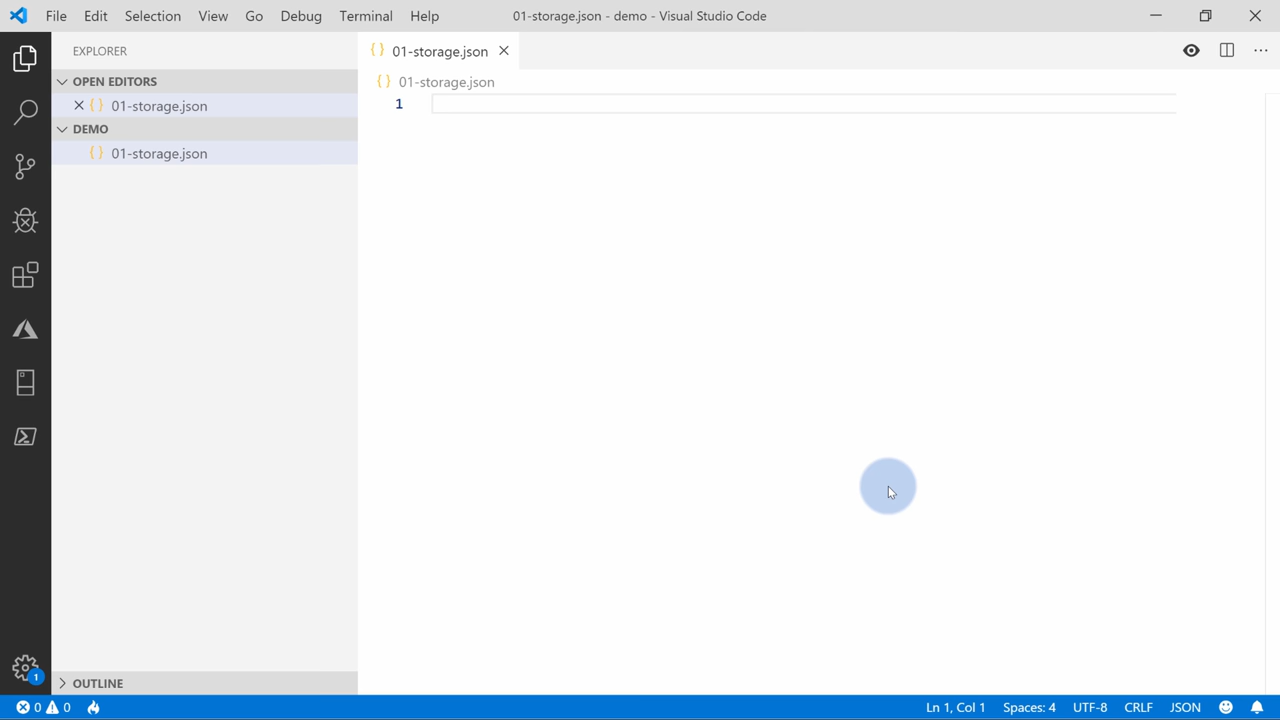 File Edit Selection View Go Debug Terminal Help 01-storage.json - demo - Visual Studio Code
EXPLORER
OPEN EDITORS
01-storage.json
DEMO
01-storage.json
OUTLINE
01-storage.json
01-storage.json
1
1
0 0 Ln 1, Col 1 Spaces: 4 UTF-8 CRLF JSON